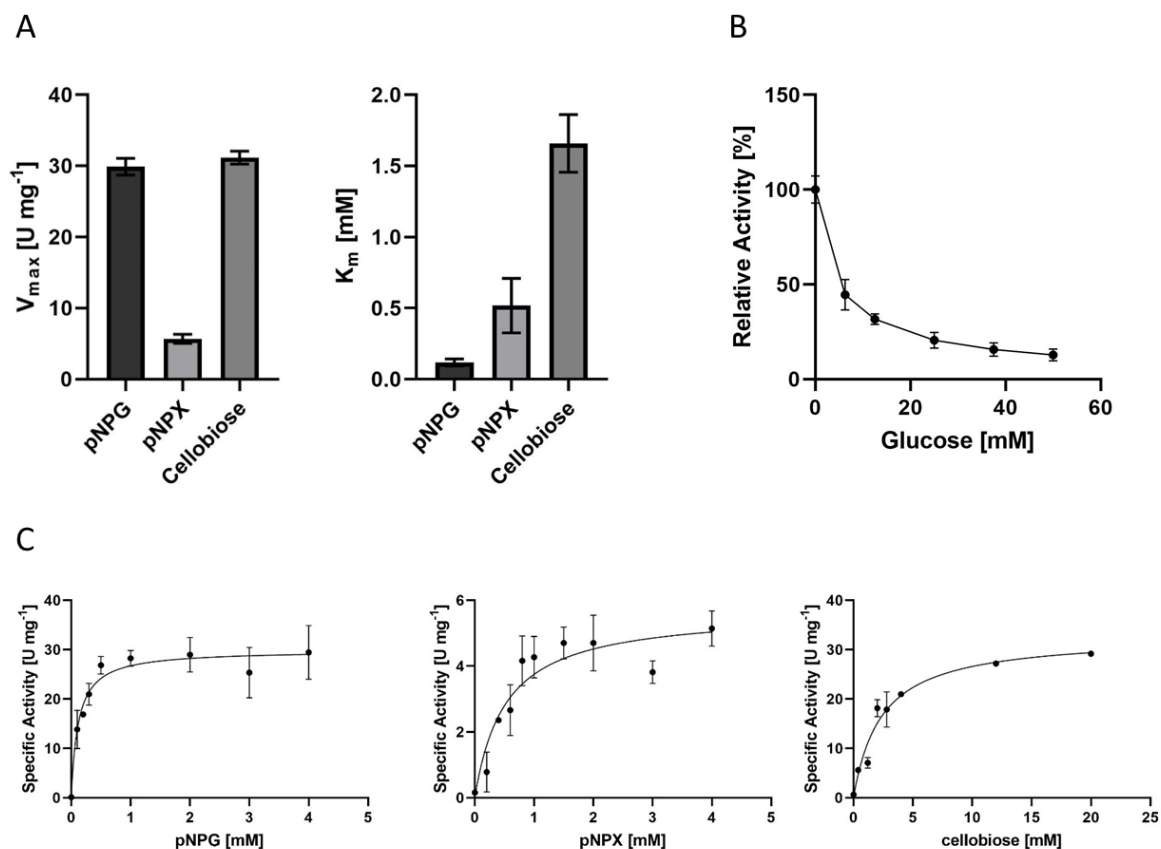 A
B
40
30
20
10
0
V_max [U mg⁻¹]
pNPG
pNPX
Cellobiose
2.0
1.5
1.0
0.5
0.0
K_m [mM]
pNPG
pNPX
Cellobiose
150
100
50
0
Relative Activity [%]
0 20 40 60
Glucose [mM]
C
40
30
20
10
0
Specific Activity [U mg⁻¹]
0 1 2 3 4 5
pNPG [mM]
6
4
2
0
Specific Activity [U mg⁻¹]
0 1 2 3 4 5
pNPX [mM]
40
30
20
10
0
Specific Activity [U mg⁻¹]
0 5 10 15 20 25
cellobiose [mM]